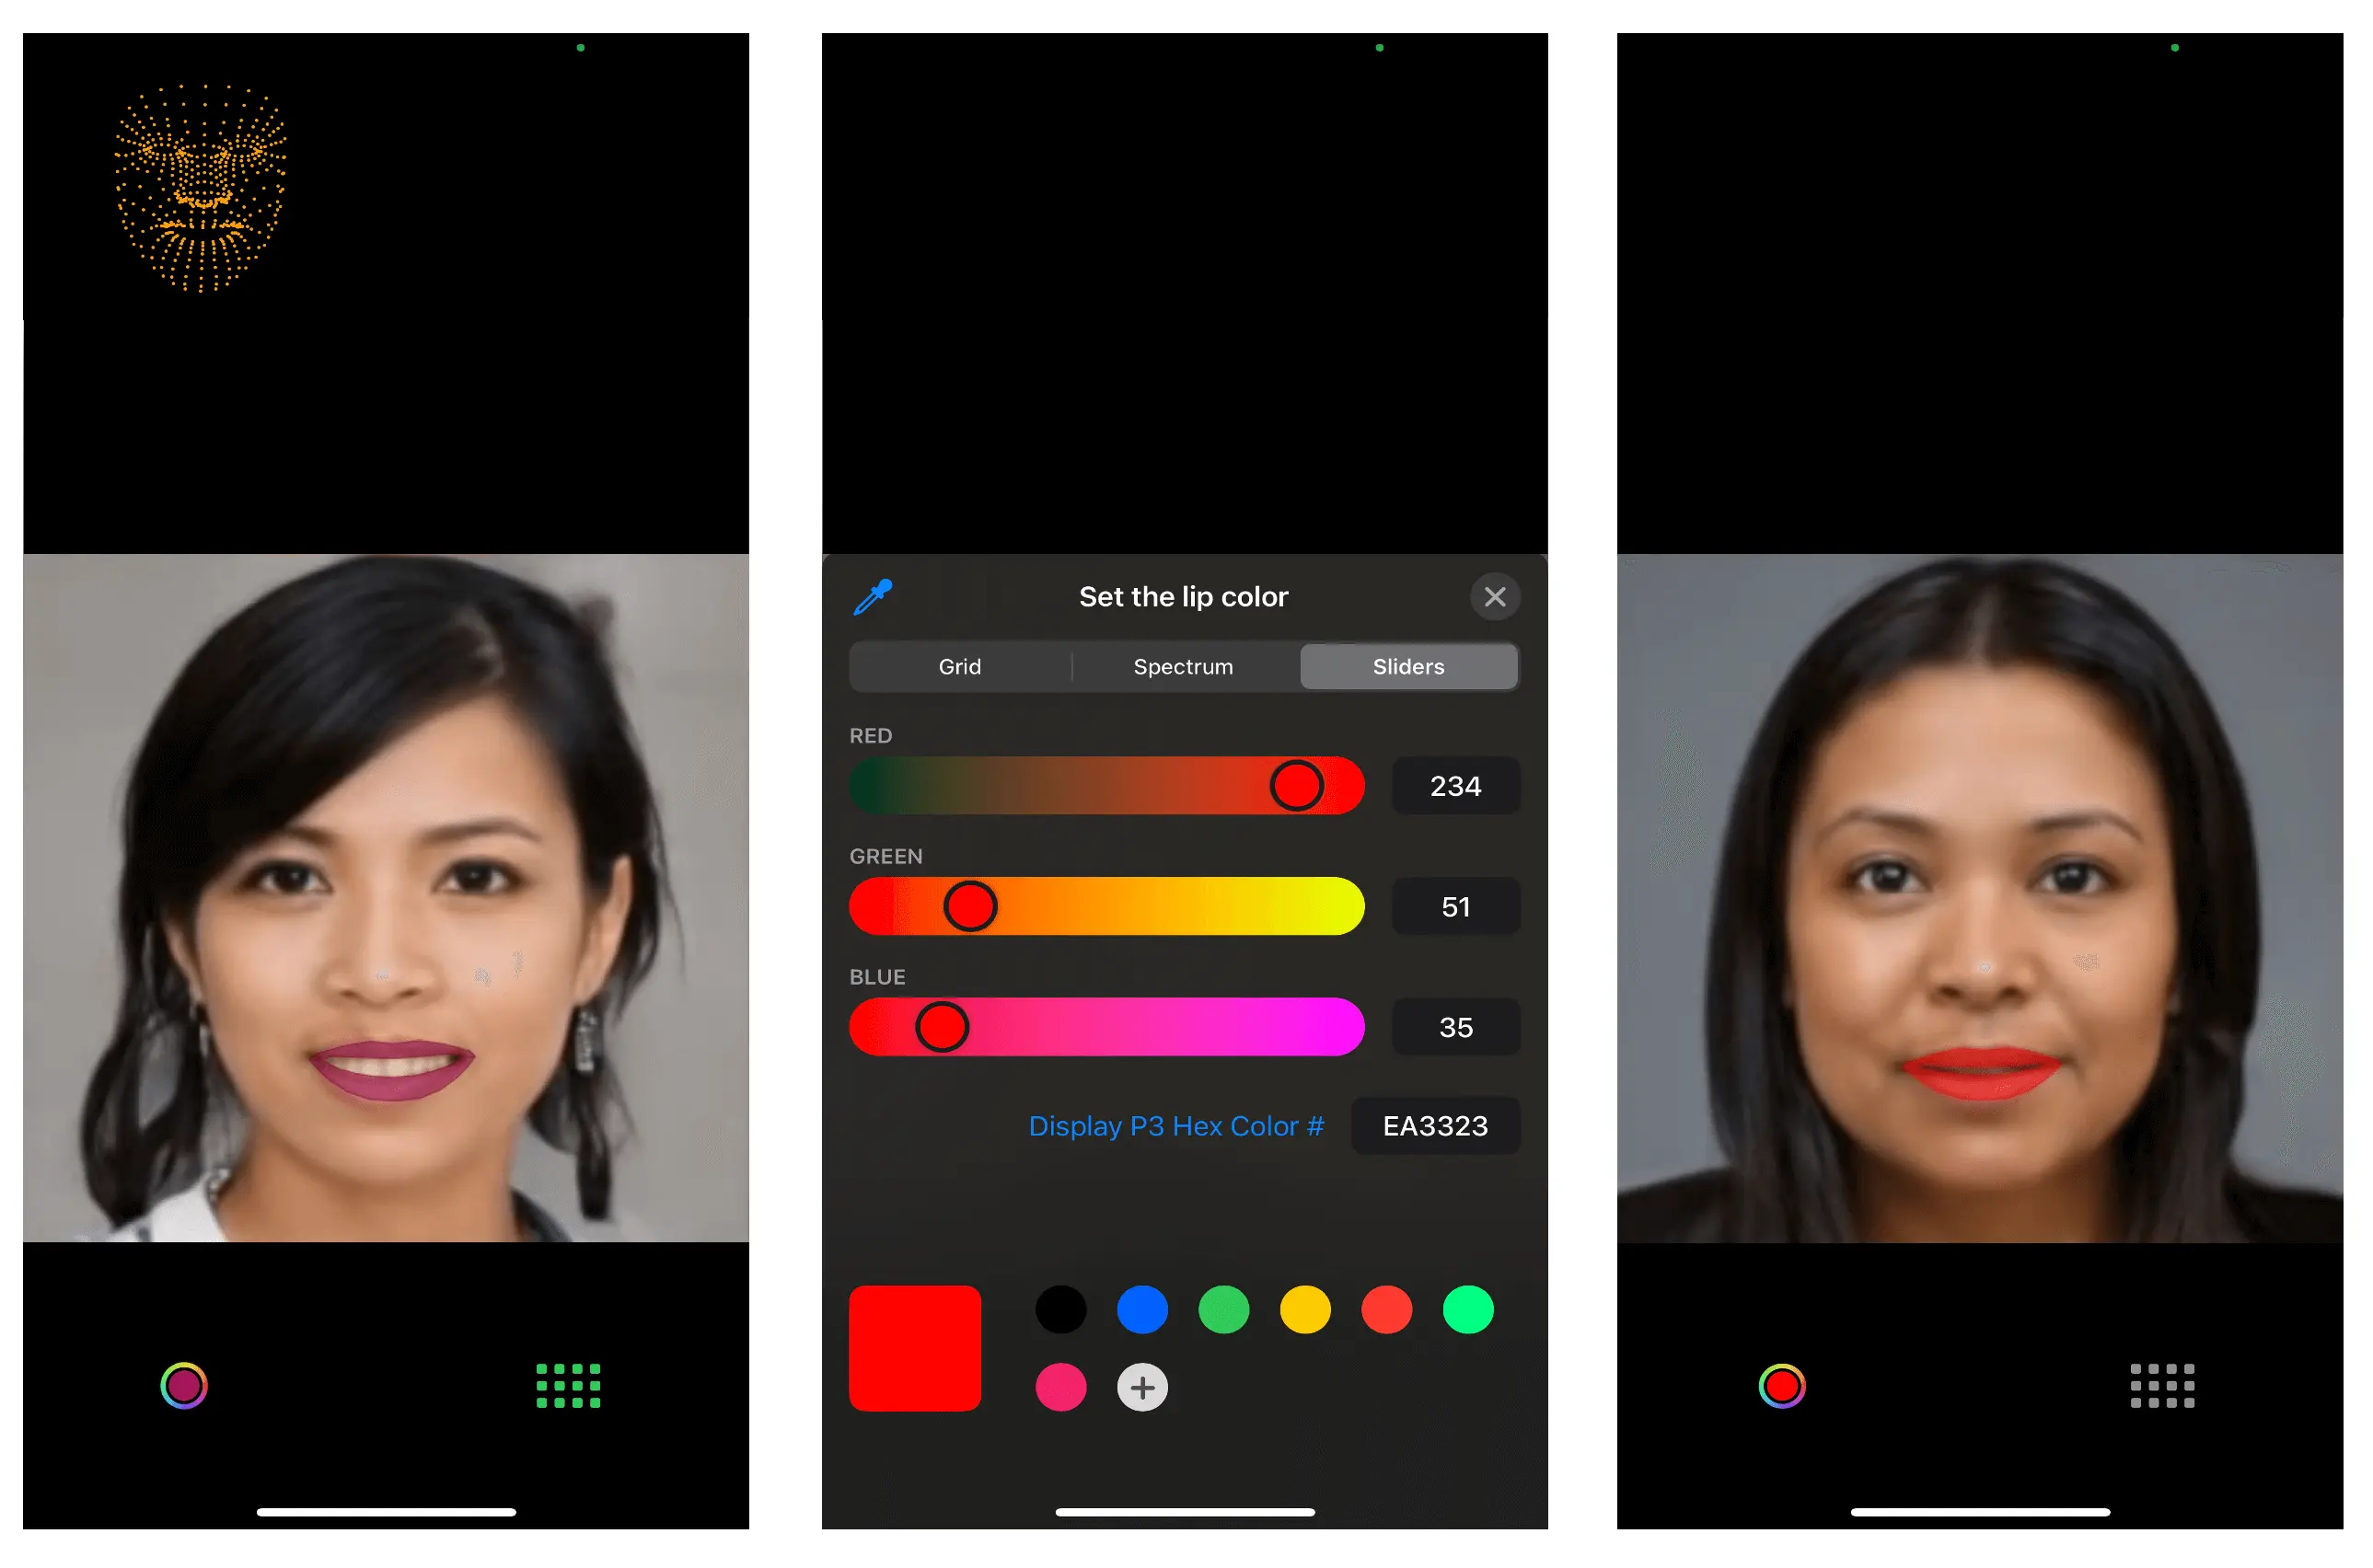 Set the lip color
Grid Spectrum Sliders
RED
234
GREEN
51
BLUE
35
Display P3 Hex Color # EA3323